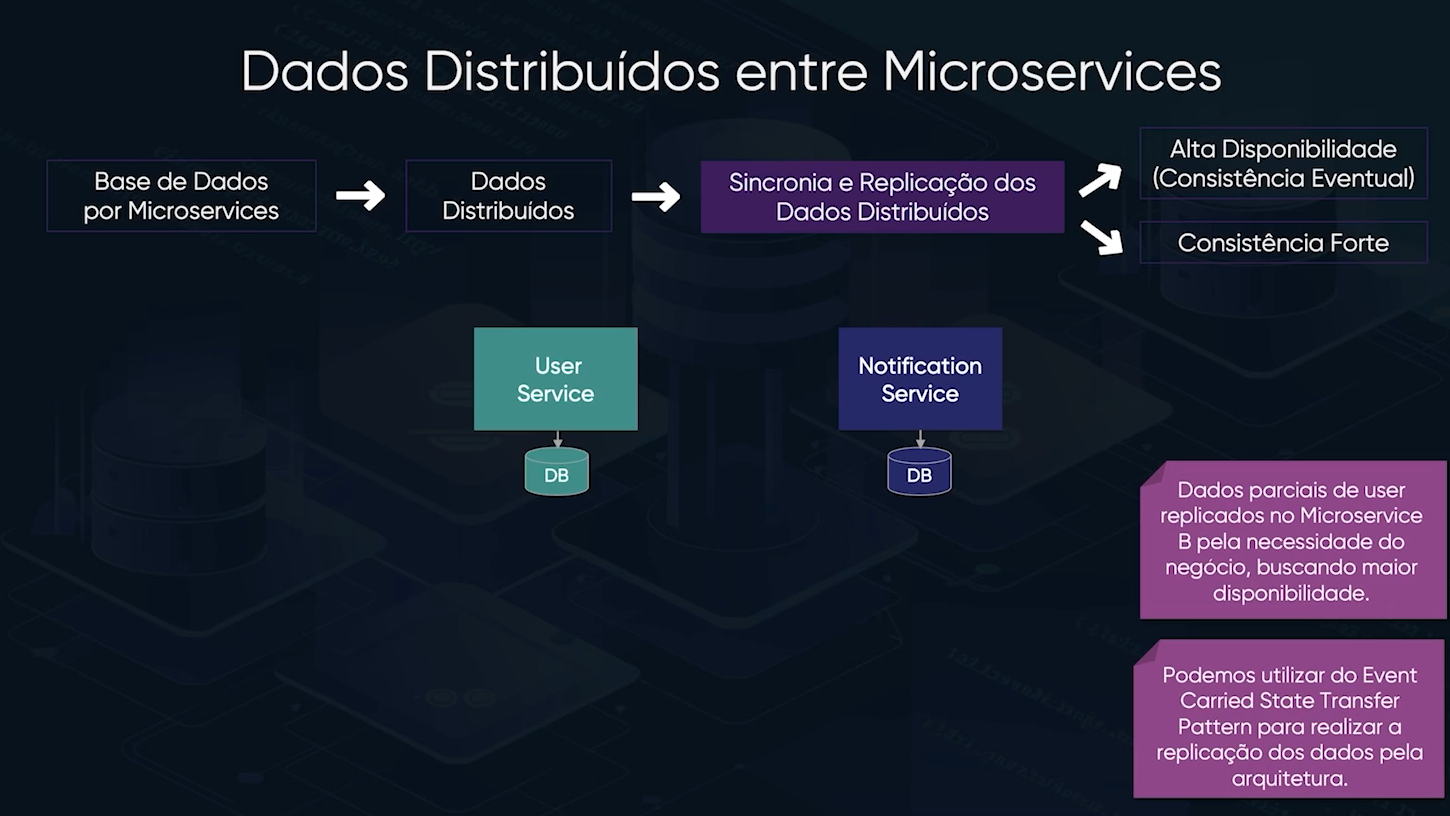 Dados Distribuídos entre Microservices
Base de Dados
por Microservices
Dados
Distribuídos
Sincronia e Replicação dos
Dados Distribuídos
Alta Disponibilidade
(Consistência Eventual)
Consistência Forte
User
Service
DB
Notification
Service
DB
Dados parciais de user
replicados no Microservice
B pela necessidade do
negócio, buscando maior
disponibilidade.
Podemos utilizar do Event
Carried State Transfer
Pattern para realizar a
replicação dos dados pela
arquitetura.